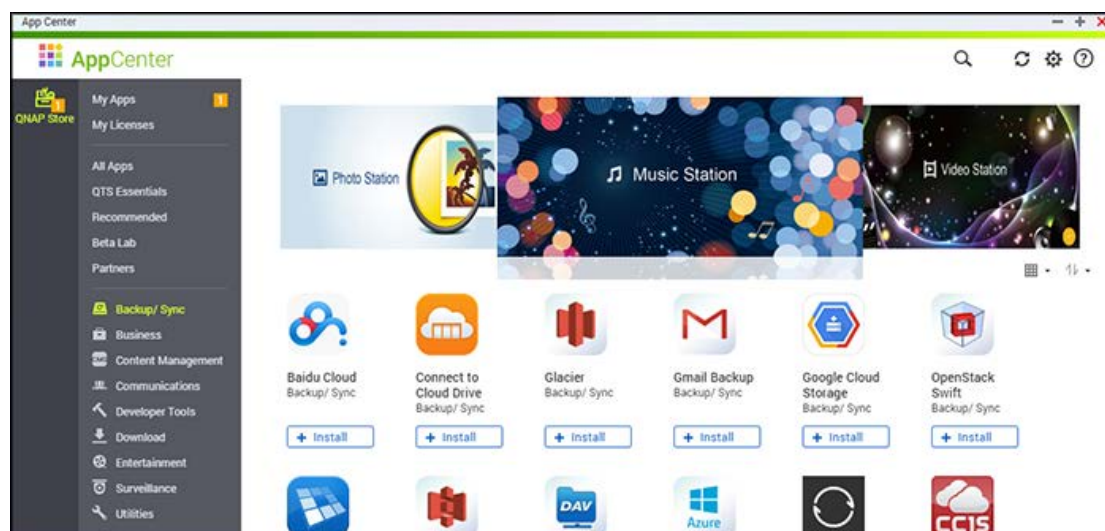 App Center
AppCenter
QNAP Store
1
My Apps
1
My Licenses
All Apps
QTS Essentials
Recommended
Beta Lab
Partners
Backup/ Sync
Business
Content Management
Communications
Developer Tools
Download
Entertainment
Surveillance
Utilities
Photo Station
Music Station
Video Station
Baidu Cloud
Backup/ Sync
+ Install
Connect to
Cloud Drive
Backup/ Sync
+ Install
Glacier
Backup/ Sync
+ Install
Gmail Backup
Backup/ Sync
+ Install
Google Cloud
Storage
Backup/ Sync
+ Install
OpenStack
Swift
Backup/ Sync
+ Install
DAV
Azure
CC1S